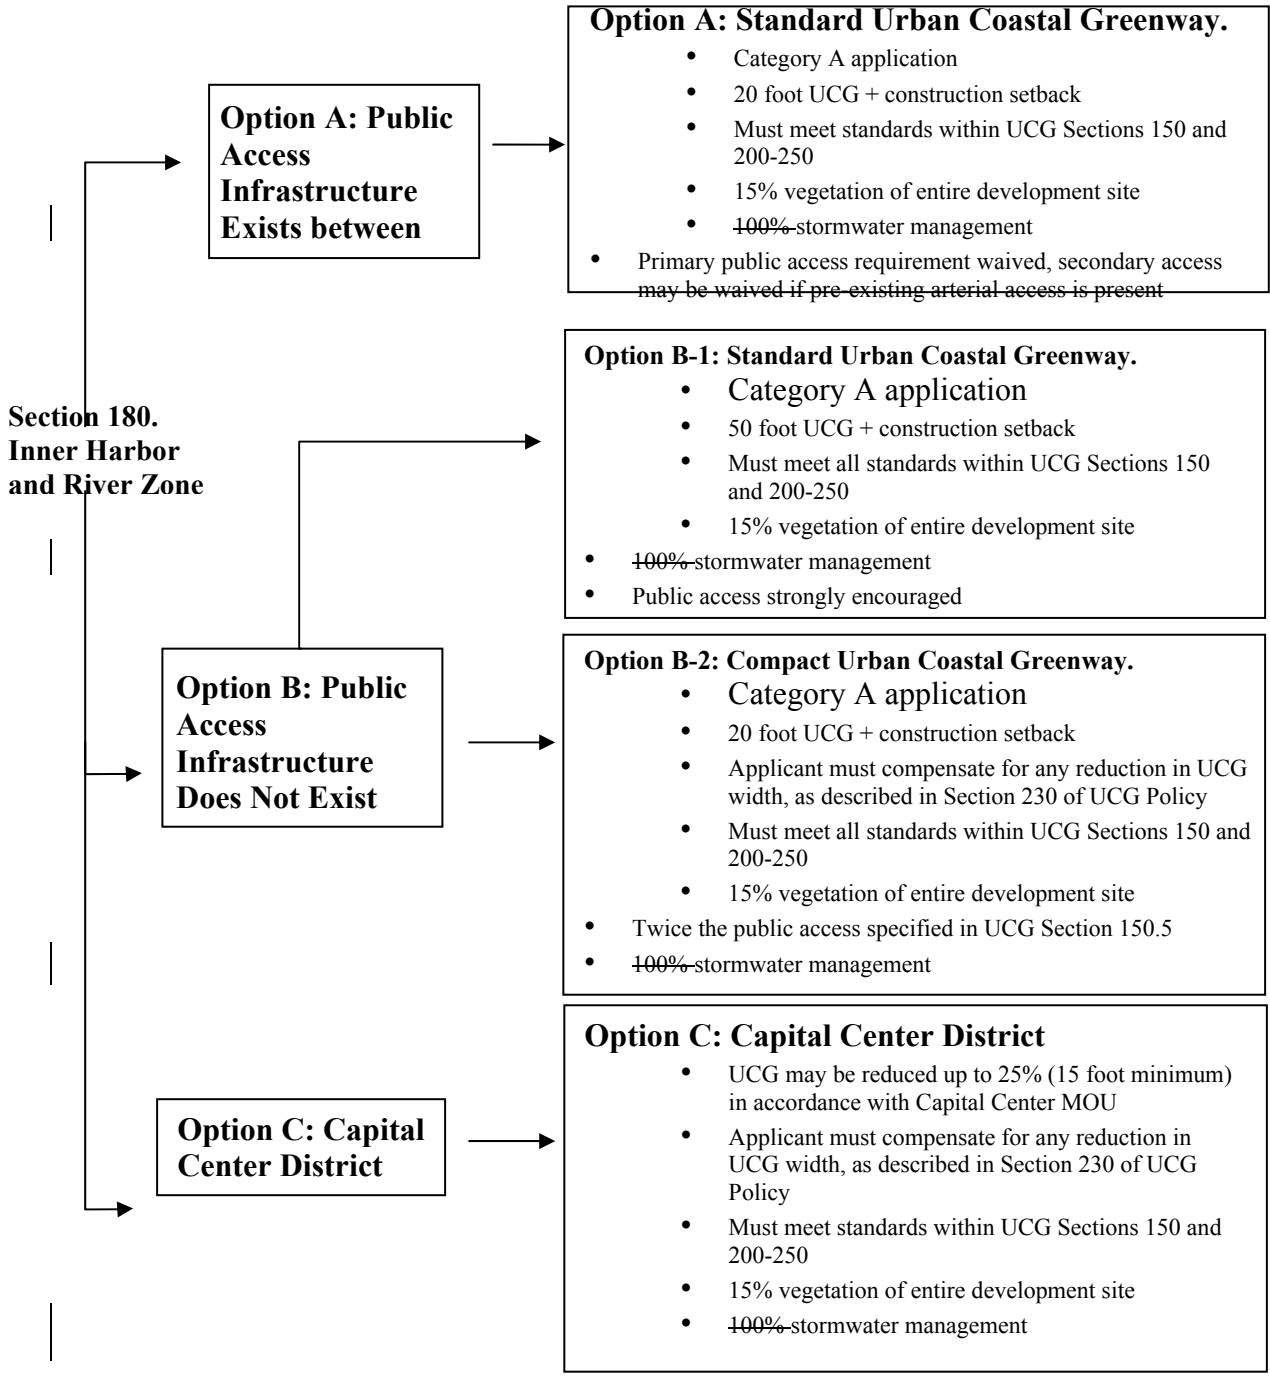 Section 180.
Inner Harbor
and River Zone
Option A: Public
Access
Infrastructure
Exists between
Option A: Standard Urban Coastal Greenway.
• Category A application
• 20 foot UCG + construction setback
• Must meet standards within UCG Sections 150 and
200-250
• 15% vegetation of entire development site
• 100% stormwater management
• Primary public access requirement waived, secondary access
may be waived if pre-existing arterial access is present
Option B: Public
Access
Infrastructure
Does Not Exist
Option B-1: Standard Urban Coastal Greenway.
• Category A application
• 50 foot UCG + construction setback
• Must meet all standards within UCG Sections 150
and 200-250
• 15% vegetation of entire development site
• 100% stormwater management
• Public access strongly encouraged
Option B-2: Compact Urban Coastal Greenway.
• Category A application
• 20 foot UCG + construction setback
• Applicant must compensate for any reduction in UCG
width, as described in Section 230 of UCG Policy
• Must meet all standards within UCG Sections 150 and
200-250
• 15% vegetation of entire development site
• Twice the public access specified in UCG Section 150.5
• 100% stormwater management
Option C: Capital
Center District
Option C: Capital Center District
• UCG may be reduced up to 25% (15 foot minimum)
in accordance with Capital Center MOU
• Applicant must compensate for any reduction in
UCG width, as described in Section 230 of UCG
Policy
• Must meet standards within UCG Sections 150 and
200-250
• 15% vegetation of entire development site
• 100% stormwater management